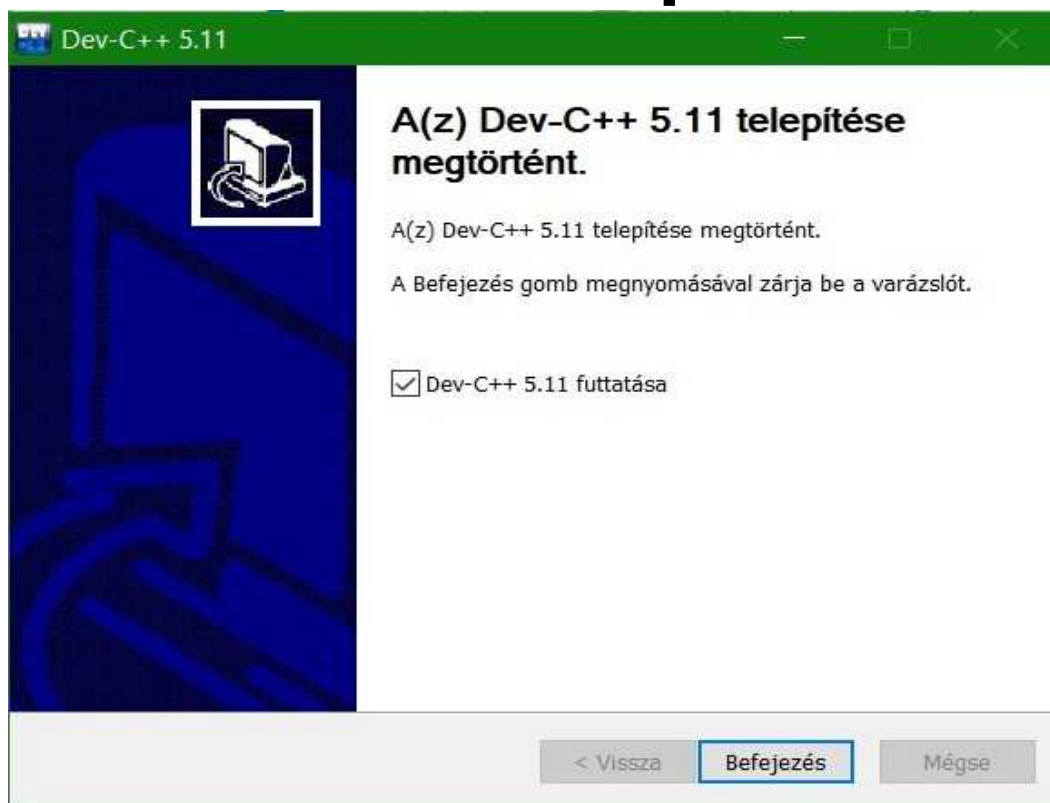 Dev-C++ 5.11
A(z) Dev-C++ 5.11 telepítése
megtörtént.
A(z) Dev-C++ 5.11 telepítése megtörtént.
A Befejezés gomb megnyomásával zárja be a varázslót.
Dev-C++ 5.11 futtatása
< Vissza
Befejezés
Mégse